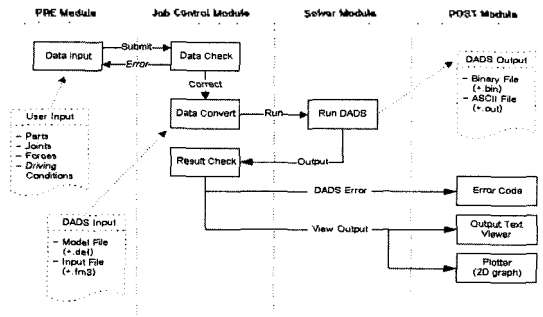 PRE Module
Job Control Module
Solver Module
POST Module
Data Input
Submit
Error
Data Check
Correct
DADS Output
- Binary File
(*.bin)
- ASCII File
(*.out)
User Input
- Parts
- Joints
- Forces
- Driving
Conditions
Data Convert
Run
Run DADS
Result Check
Output
DADS Error
Error Code
DADS Input
- Model File
(*.def)
- Input File
(*.fm3)
View Output
Output Text
Viewer
Plotter
(2D graph)